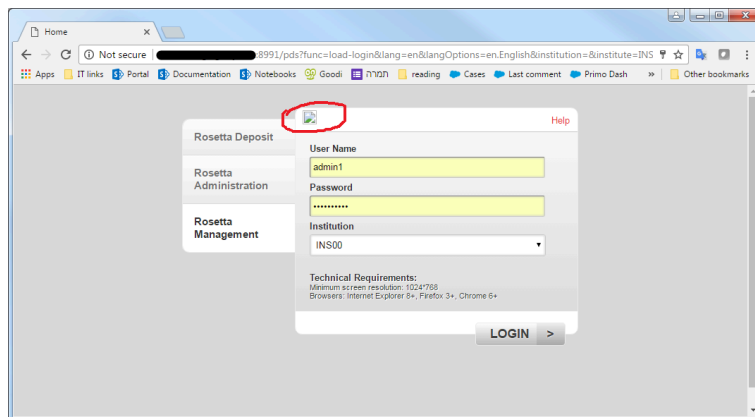 Home
Not secure
:8991/pds?func=load-login&lang=en&langOptions=en.English&institution=&institute=INS
Apps IT links Portal Documentation Notebooks Goodi תמרה reading Cases Last comment Primo Dash » Other bookmarks
Help
Rosetta Deposit
Rosetta
Administration
Rosetta
Management
User Name
admin1
Password
••••••••••
Institution
INS00
Technical Requirements:
Minimum screen resolution: 1024*768
Browsers: Internet Explorer 8+, Firefox 3+, Chrome 6+
LOGIN >